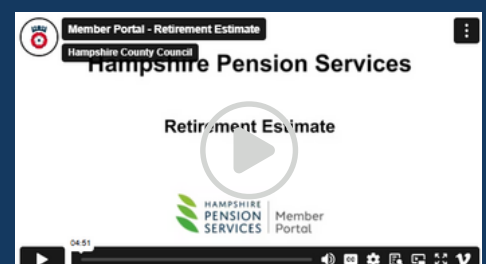 Member Portal - Retirement Estimate
Hampshire County Council
Hampshire Pension Services
Retirement Estimate
HAMPSHIRE
PENSION
SERVICES
Member
Portal
04:51
CC